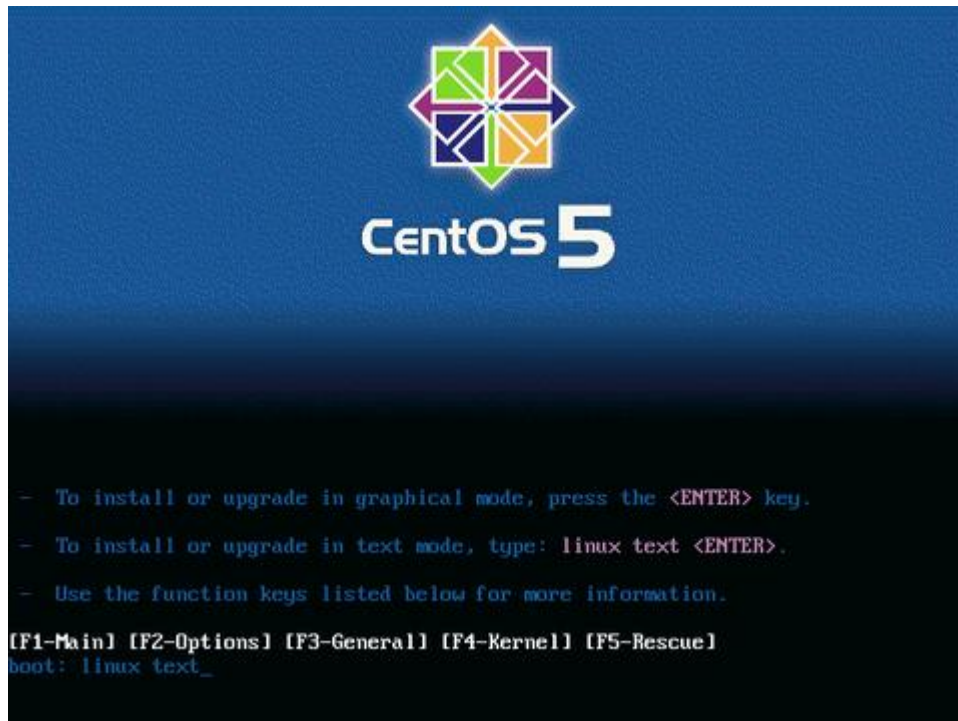 CentOS 5
- To install or upgrade in graphical mode, press the <ENTER> key.
- To install or upgrade in text mode, type: linux text <ENTER>.
- Use the function keys listed below for more information.
[F1-Main] [F2-Options] [F3-General] [F4-Kernel] [F5-Rescue]
boot: linux text_